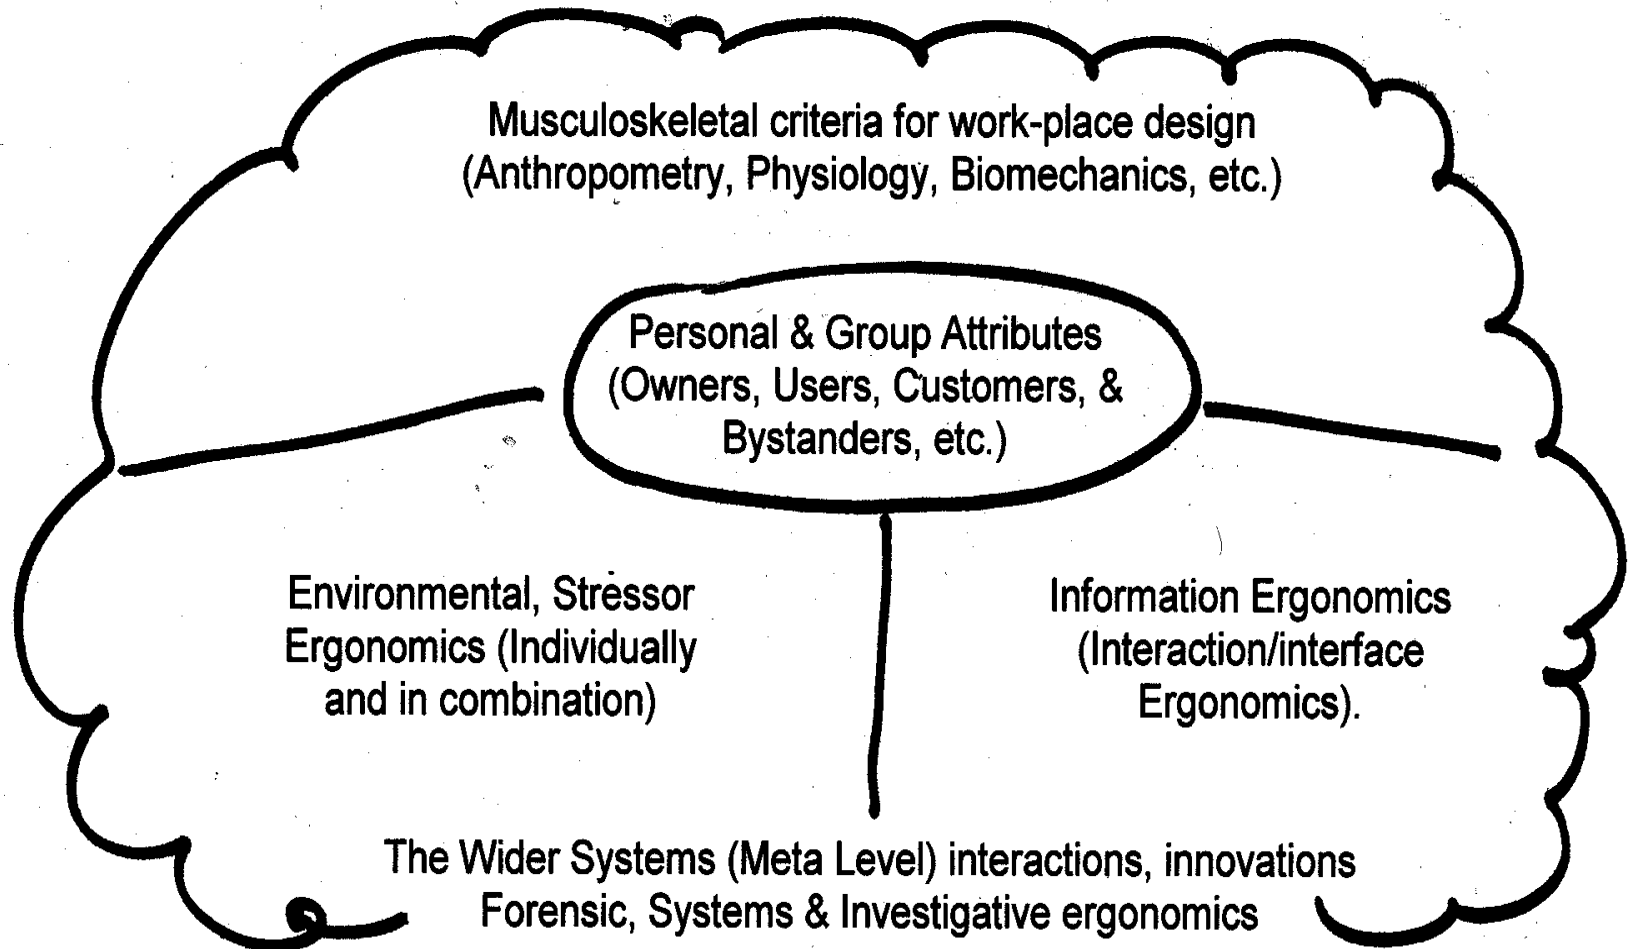 Musculoskeletal criteria for work-place design
(Anthropometry, Physiology, Biomechanics, etc.)
Personal & Group Attributes
(Owners, Users, Customers, &
Bystanders, etc.)
Environmental, Stressor
Ergonomics (Individually
and in combination)
Information Ergonomics
(Interaction/interface
Ergonomics).
The Wider Systems (Meta Level) interactions, innovations
Forensic, Systems & Investigative ergonomics